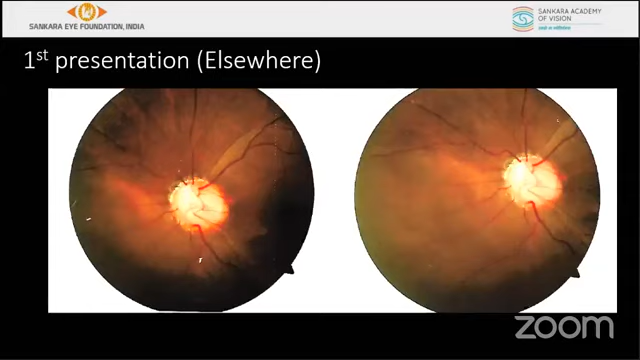 SANKARA EYE FOUNDATION, INDIA
SANKARA ACADEMY
OF VISION
1st presentation (Elsewhere)
zoom